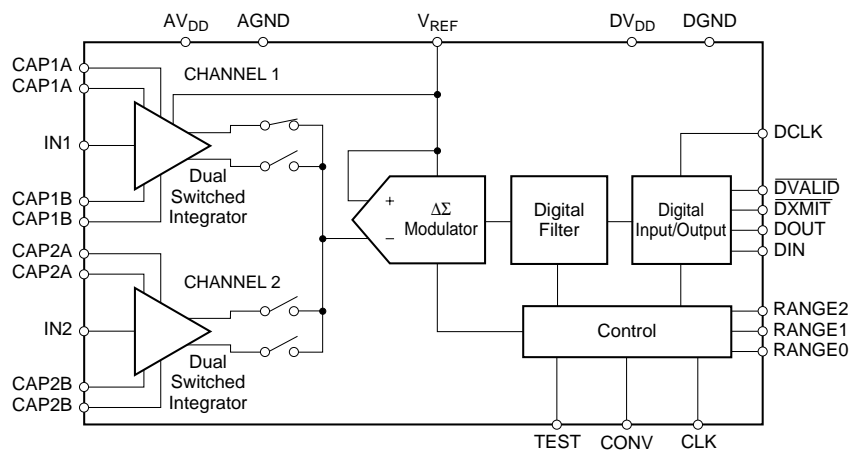 AVDD
AGND
VREF
DVDD
DGND
CAP1A
CAP1A
IN1
CAP1B
CAP1B
CHANNEL 1
Dual
Switched
Integrator
CAP2A
CAP2A
IN2
CAP2B
CAP2B
CHANNEL 2
Dual
Switched
Integrator
+
–
ΔΣ
Modulator
Digital
Filter
Digital
Input/Output
Control
DCLK
DVALID
DXMIT
DOUT
DIN
RANGE2
RANGE1
RANGE0
TEST
CONV
CLK